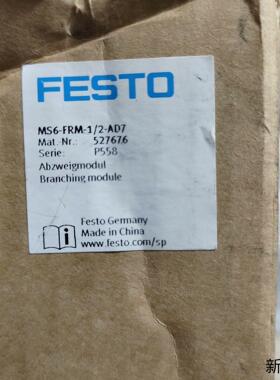 FESTO
MS6-FRM-1/2-AD7
Mat.-Nr.: 527676
Serie: P558
Abzweigmodul
Branching module
Festo Germany
Made in China
www.festo.com/sp
新